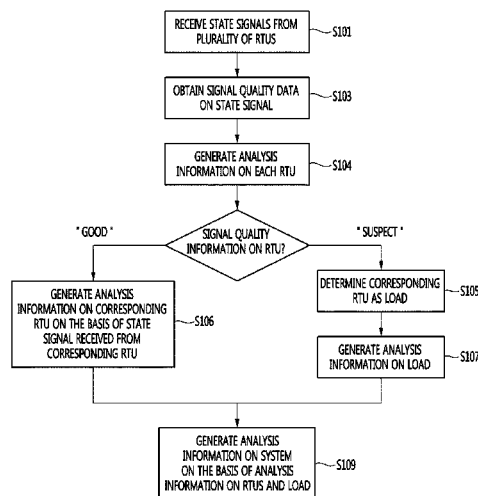 RECEIVE STATE SIGNALS FROM
PLURALITY OF RTUS
S101
OBTAIN SIGNAL QUALITY DATA
ON STATE SIGNAL
S103
GENERATE ANALYSIS
INFORMATION ON EACH RTU
S104
SIGNAL QUALITY
INFORMATION ON RTU?
" GOOD "
" SUSPECT "
GENERATE ANALYSIS
INFORMATION ON CORRESPONDING
RTU ON THE BASIS OF STATE
SIGNAL RECEIVED FROM
CORRESPONDING RTU
S106
DETERMINE CORRESPONDING
RTU AS LOAD
S105
GENERATE ANALYSIS
INFORMATION ON LOAD
S107
GENERATE ANALYSIS
INFORMATION ON SYSTEM
ON THE BASIS OF ANALYSIS
INFORMATION ON RTUS AND LOAD
S109